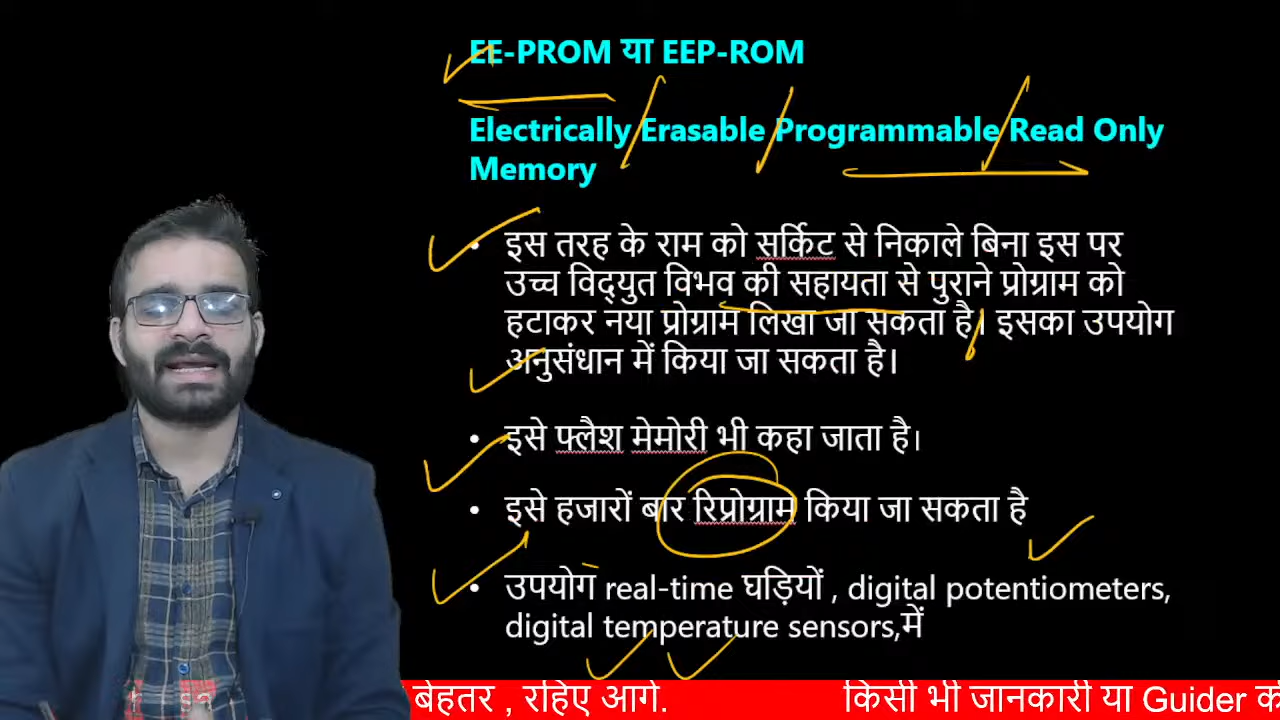 EE-PROM या EEP-ROM
Electrically Erasable Programmable Read Only
Memory
• इस तरह के राम को सर्किट से निकाले बिना इस पर
उच्च विद्युत विभव की सहायता से पुराने प्रोग्राम को
हटाकर नया प्रोग्राम लिखा जा सकता है। इसका उपयोग
अनुसंधान में किया जा सकता है।
• इसे फ्लैश मेमोरी भी कहा जाता है।
• इसे हजारों बार रिप्रोग्राम किया जा सकता है
• उपयोग real-time घड़ियों , digital potentiometers,
digital temperature sensors,में
बेहतर , रहिए आगे. किसी भी जानकारी या Guider